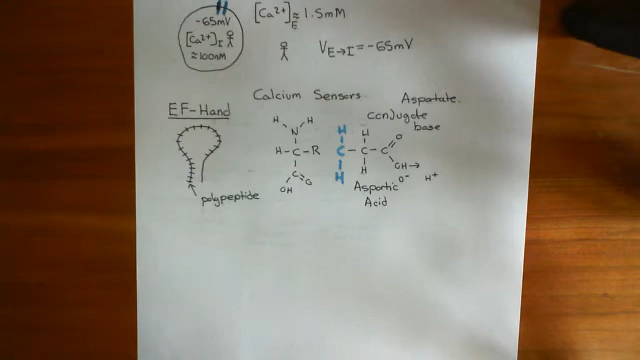 -65mV
[Ca²⁺]I
≈100nM
[Ca²⁺]E ≈ 1.5mM
VE→I = -65mV
Calcium Sensors
EF-Hand
polypeptide
H H
N
H-C-R
C=O
OH
Aspartate
conjugate
base
H H O
C-C-C
H H OH→
O⁻ H⁺
Aspartic
Acid